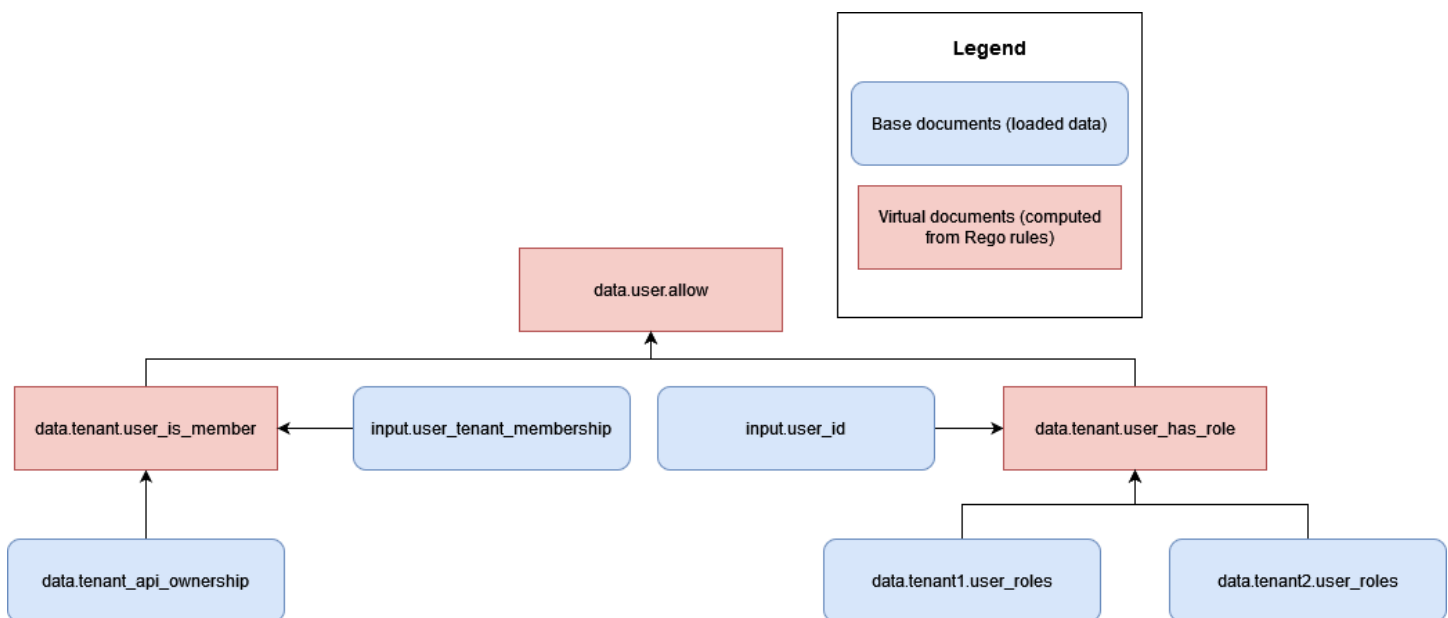 Legend
Base documents (loaded data)
Virtual documents (computed
from Rego rules)
data.user.allow
data.tenant.user_is_member
input.user_tenant_membership
input.user_id
data.tenant.user_has_role
data.tenant_api_ownership
data.tenant1.user_roles
data.tenant2.user_roles